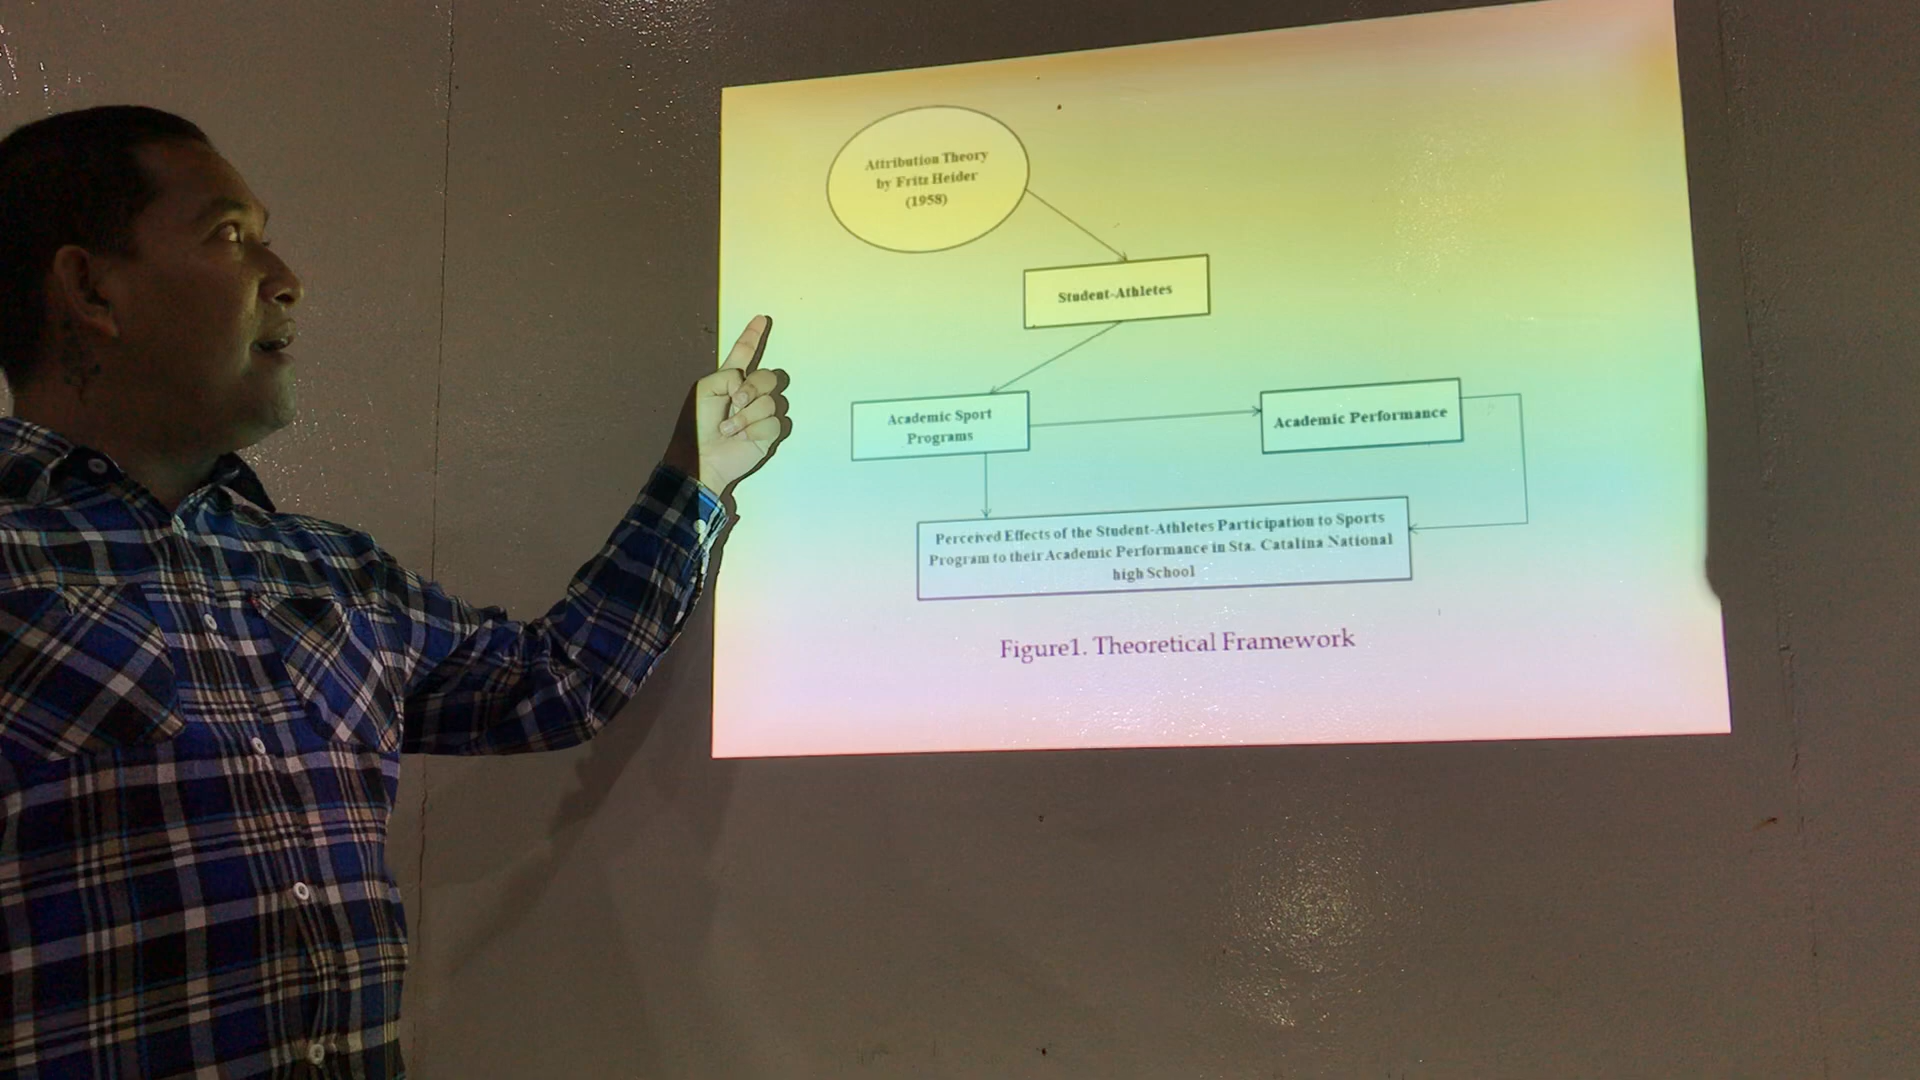 Attribution Theory
by Fritz Heider
(1958)
Student-Athletes
Academic Sport
Programs
Academic Performance
Perceived Effects of the Student-Athletes Participation to Sports
Program to their Academic Performance in Sta. Catalina National
high School
Figure1. Theoretical Framework